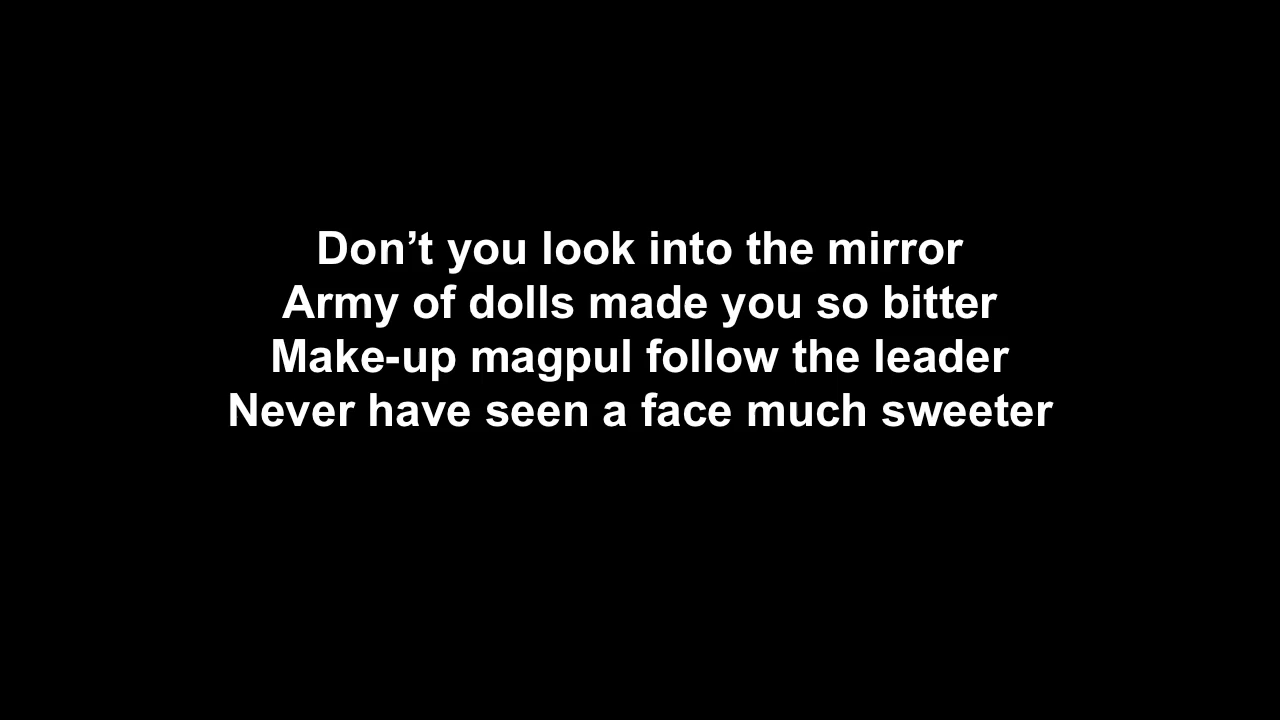 Don’t you look into the mirror
Army of dolls made you so bitter
Make-up magpul follow the leader
Never have seen a face much sweeter